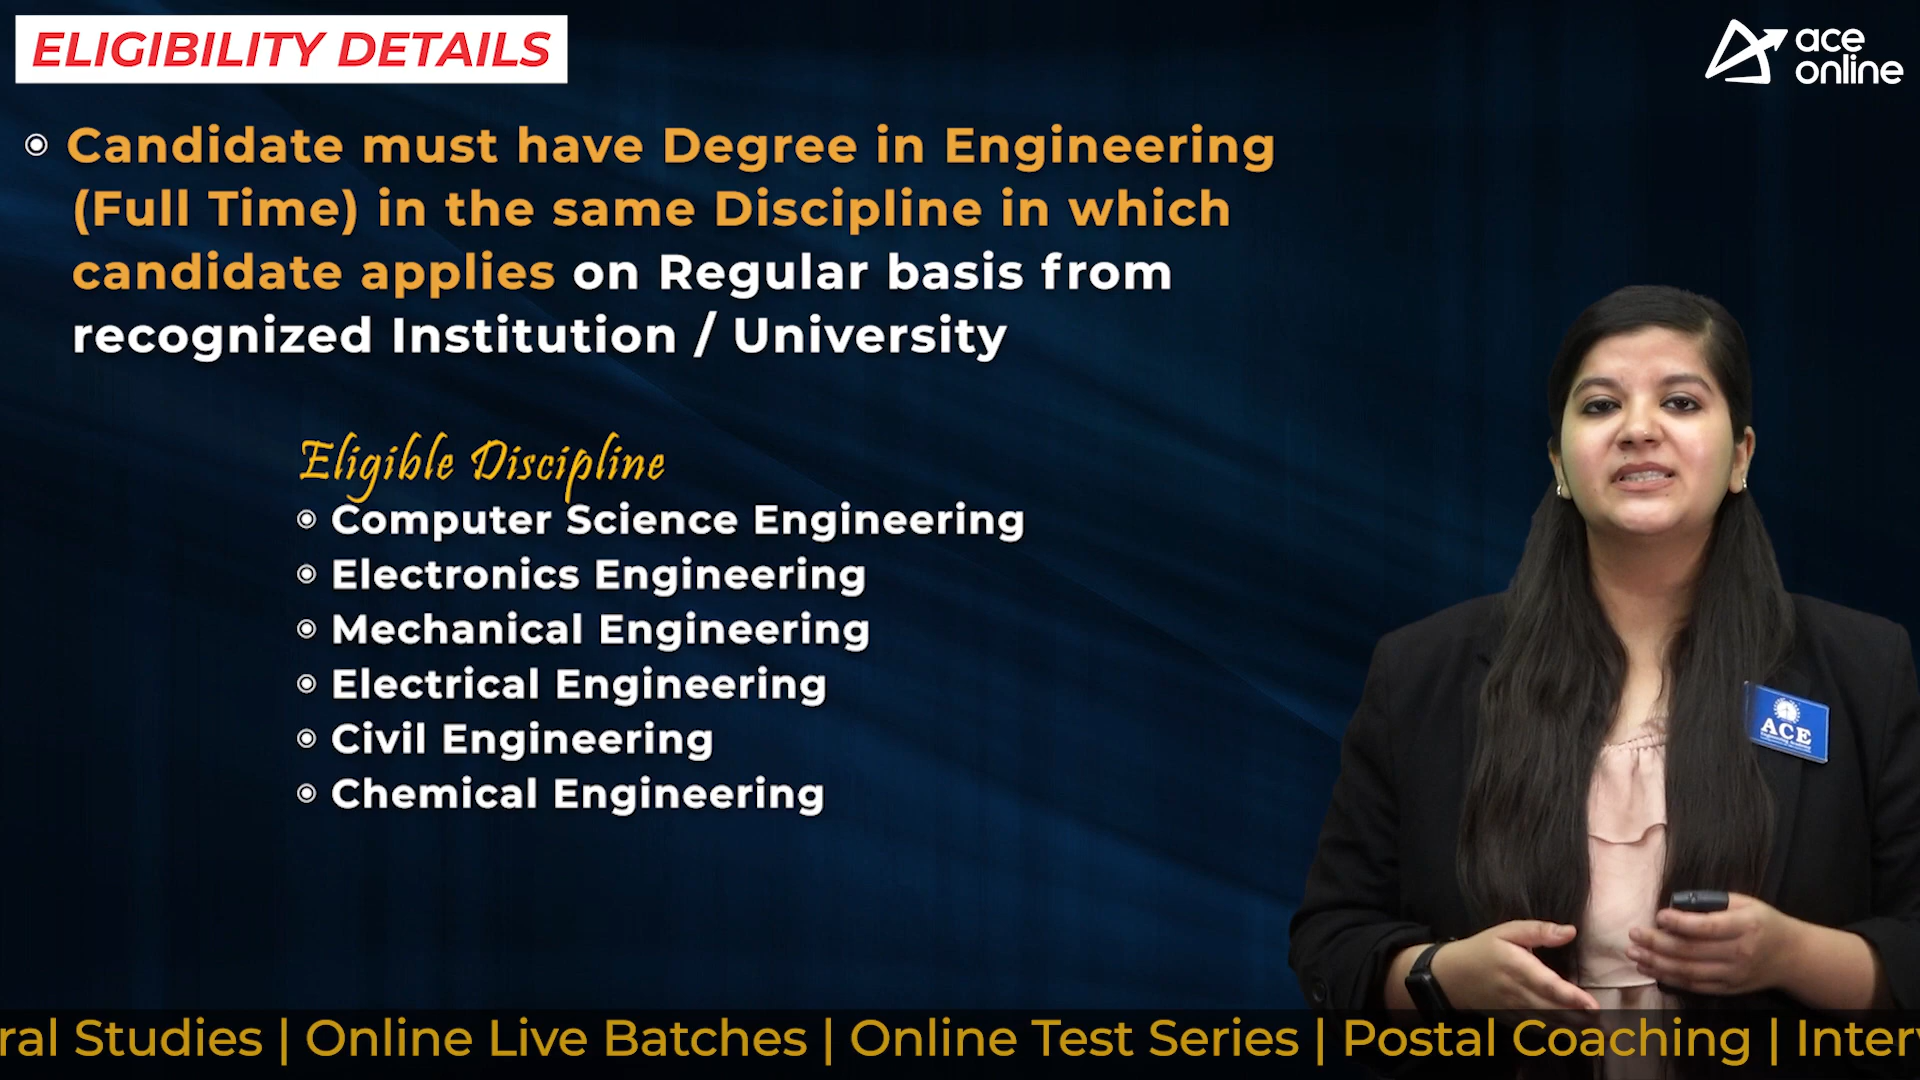 ELIGIBILITY DETAILS
ace
online
Candidate must have Degree in Engineering
(Full Time) in the same Discipline in which
candidate applies on Regular basis from
recognized Institution / University
Eligible Discipline
Computer Science Engineering
Electronics Engineering
Mechanical Engineering
Electrical Engineering
Civil Engineering
Chemical Engineering
ACE
ral Studies | Online Live Batches | Online Test Series | Postal Coaching | Inter